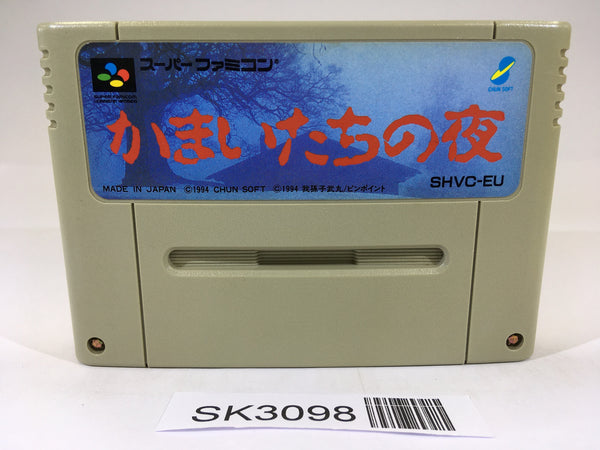 スーパーファミコン®
SUPER FAMICOM
CHUN SOFT
かまいたちの夜
SHVC-EU
MADE IN JAPAN ©1994 CHUN SOFT ©1994 我孫子武丸/ピンポイント
SK3098